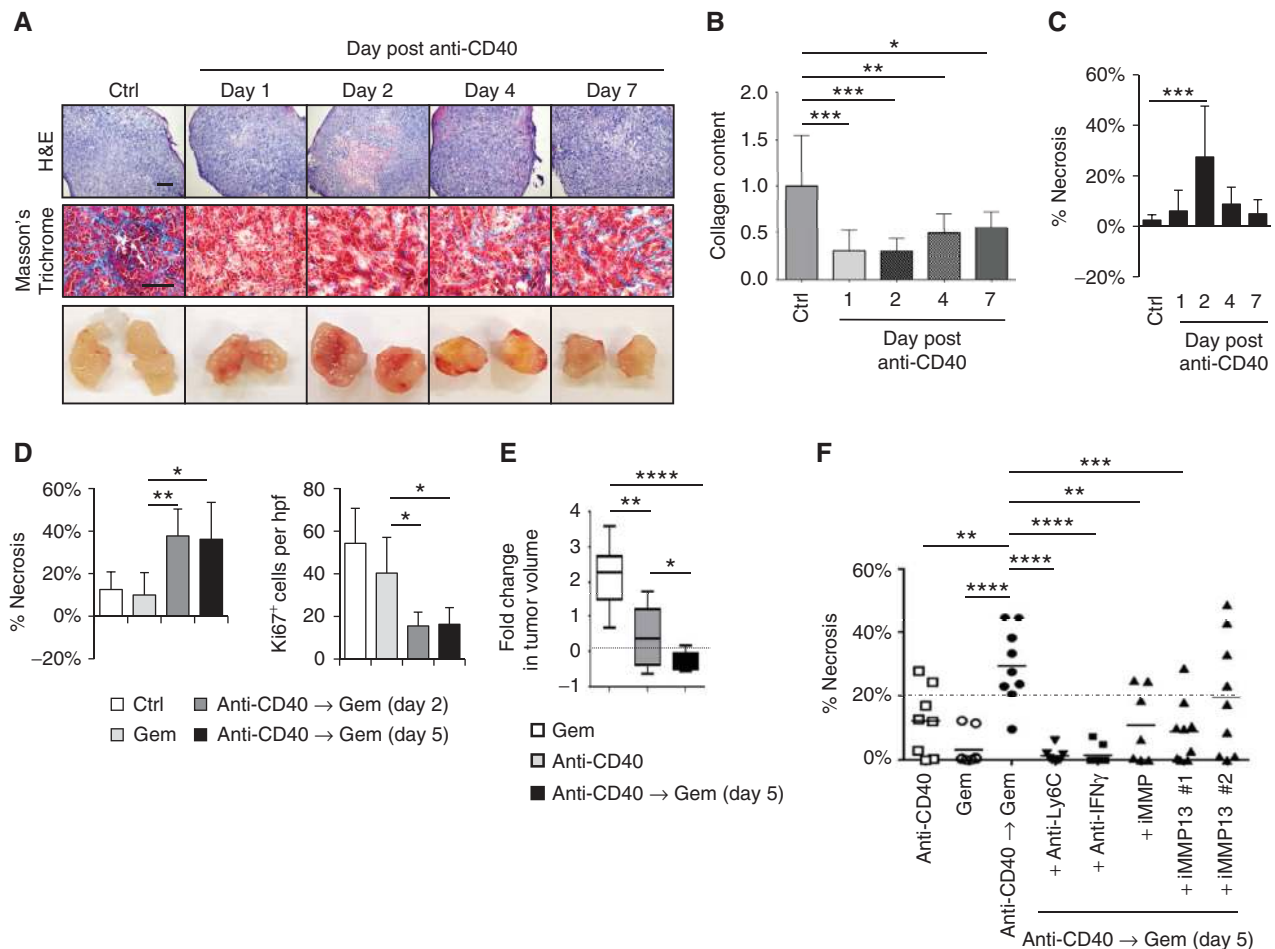 A
Day post anti-CD40
Ctrl
Day 1
Day 2
Day 4
Day 7
H&E
Masson's
Trichrome
B
*
**
***
***
Collagen content
2.0
1.5
1.0
0.5
0.0
Ctrl
1
2
4
7
Day post
anti-CD40
C
***
% Necrosis
60%
40%
20%
0%
−20%
Ctrl
1
2
4
7
Day post
anti-CD40
D
% Necrosis
60%
40%
20%
0%
−20%
*
**
Ki67+ cells per hpf
80
60
40
20
0
*
*
Ctrl
Anti-CD40 → Gem (day 2)
Gem
Anti-CD40 → Gem (day 5)
E
****
**
*
Fold change
in tumor volume
4
3
2
1
0
−1
Gem
Anti-CD40
Anti-CD40 → Gem (day 5)
F
***
**
****
**
****
****
% Necrosis
60%
40%
20%
0%
Anti-CD40
Gem
Anti-CD40 → Gem
+ Anti-Ly6C
+ Anti-IFNγ
+ iMMP
+ iMMP13 #1
+ iMMP13 #2
Anti-CD40 → Gem (day 5)